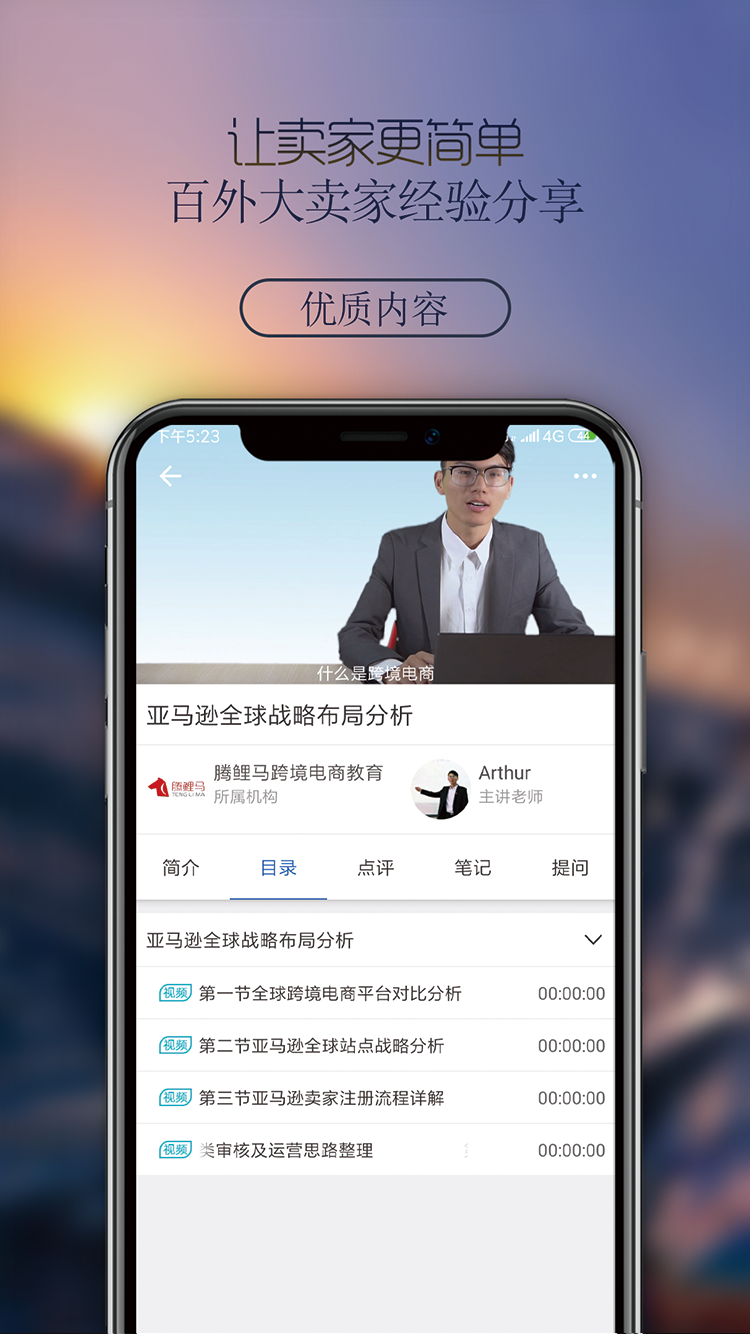 让卖家更简单
百外大卖家经验分享
优质内容
下午5:23
4G 44
什么是跨境电商
亚马逊全球战略布局分析
腾鲤马
TENG LI MA
腾鲤马跨境电商教育
所属机构
Arthur
主讲老师
简介 目录 点评 笔记 提问
亚马逊全球战略布局分析
视频 第一节全球跨境电商平台对比分析 00:00:00
视频 第二节亚马逊全球站点战略分析 00:00:00
视频 第三节亚马逊卖家注册流程详解 00:00:00
视频 类审核及运营思路整理 00:00:00